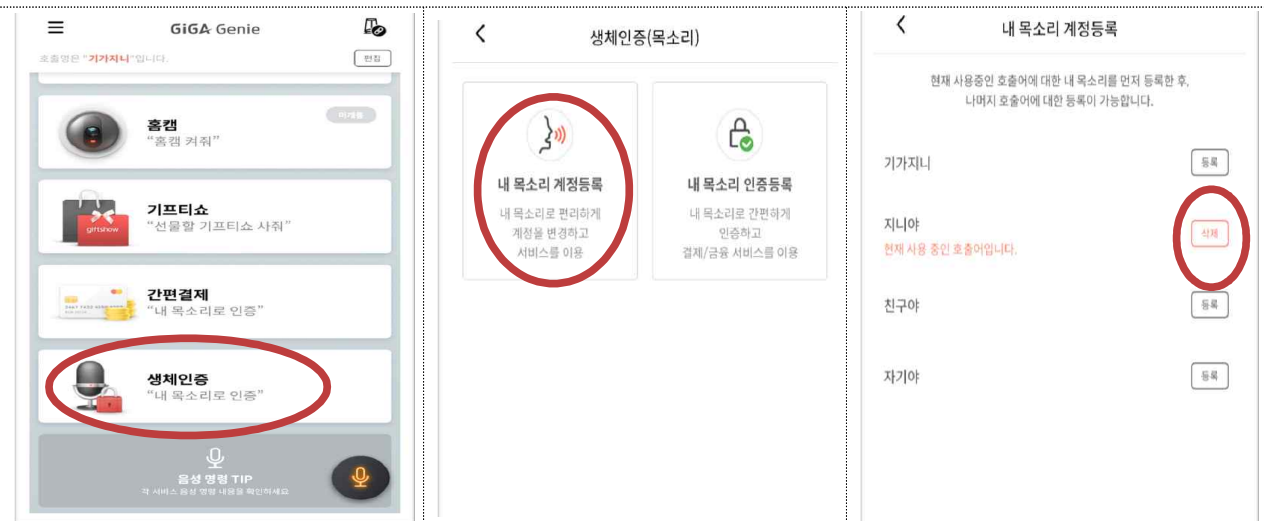 GiGA Genie
호출명은 "기가지니"입니다.
편집
홈캠
"홈캠 켜줘"
미개통
기프티쇼
"선물할 기프티쇼 사줘"
giftshow
간편결제
"내 목소리로 인증"
생체인증
"내 목소리로 인증"
음성 명령 TIP
각 서비스 음성 명령 내용을 확인하세요
생체인증(목소리)
내 목소리 계정등록
내 목소리로 편리하게
계정을 변경하고
서비스를 이용
내 목소리 인증등록
내 목소리로 간편하게
인증하고
결제/금융 서비스를 이용
내 목소리 계정등록
현재 사용중인 호출어에 대한 내 목소리를 먼저 등록한 후,
나머지 호출어에 대한 등록이 가능합니다.
기가지니
등록
지니야
현재 사용 중인 호출어입니다.
삭제
친구야
등록
자기야
등록